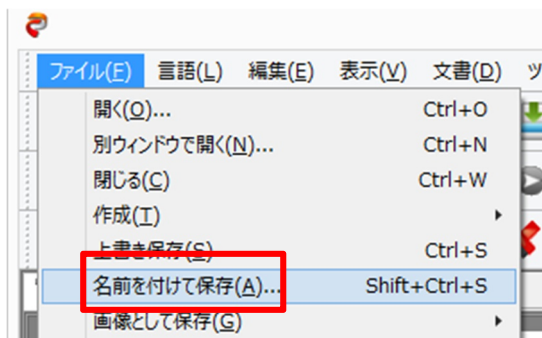 ファイル(F) 言語(L) 編集(E) 表示(V) 文書(D) ツ
開く(O)... Ctrl+O
別ウィンドウで開く(N)... Ctrl+N
閉じる(C) Ctrl+W
作成(T)
上書き保存(S) Ctrl+S
名前を付けて保存(A)... Shift+Ctrl+S
画像として保存(G)